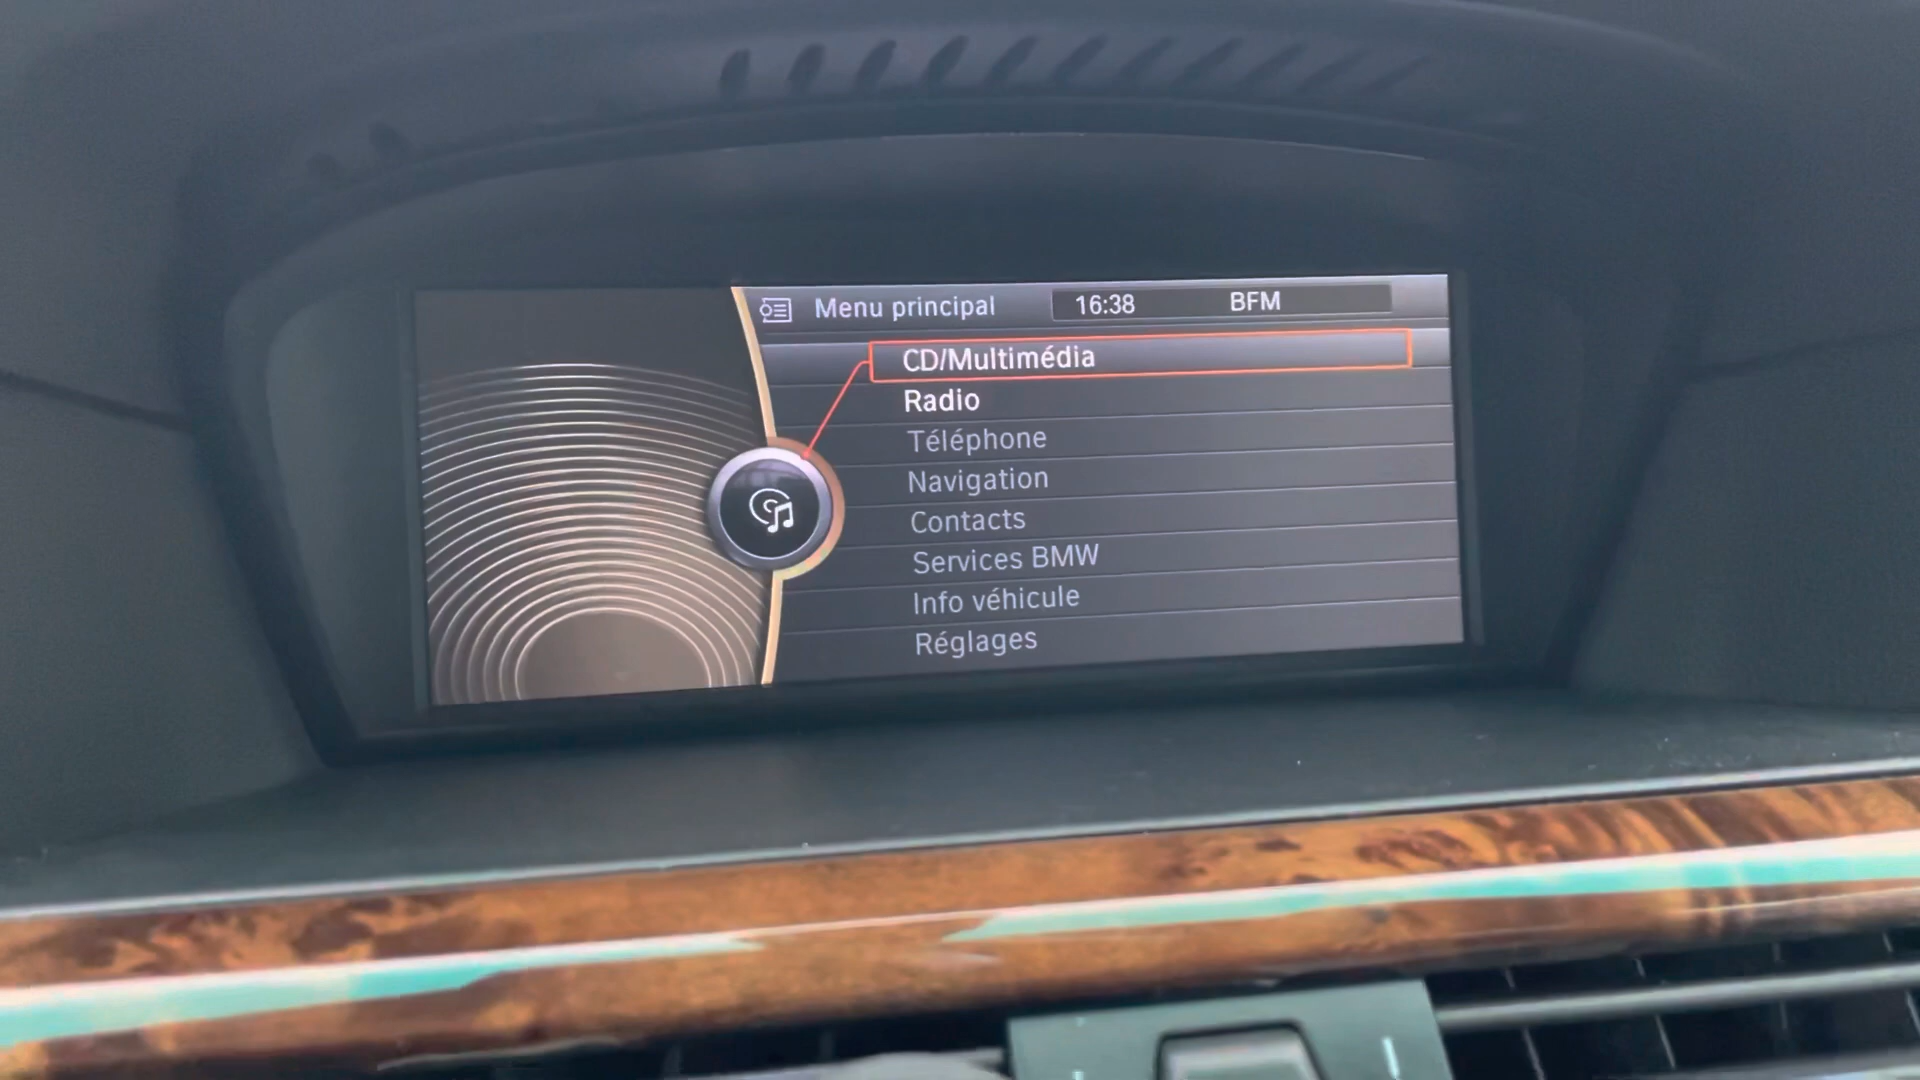 Menu principal 16:38 BFM
CD/Multimédia
Radio
Téléphone
Navigation
Contacts
Services BMW
Info véhicule
Réglages